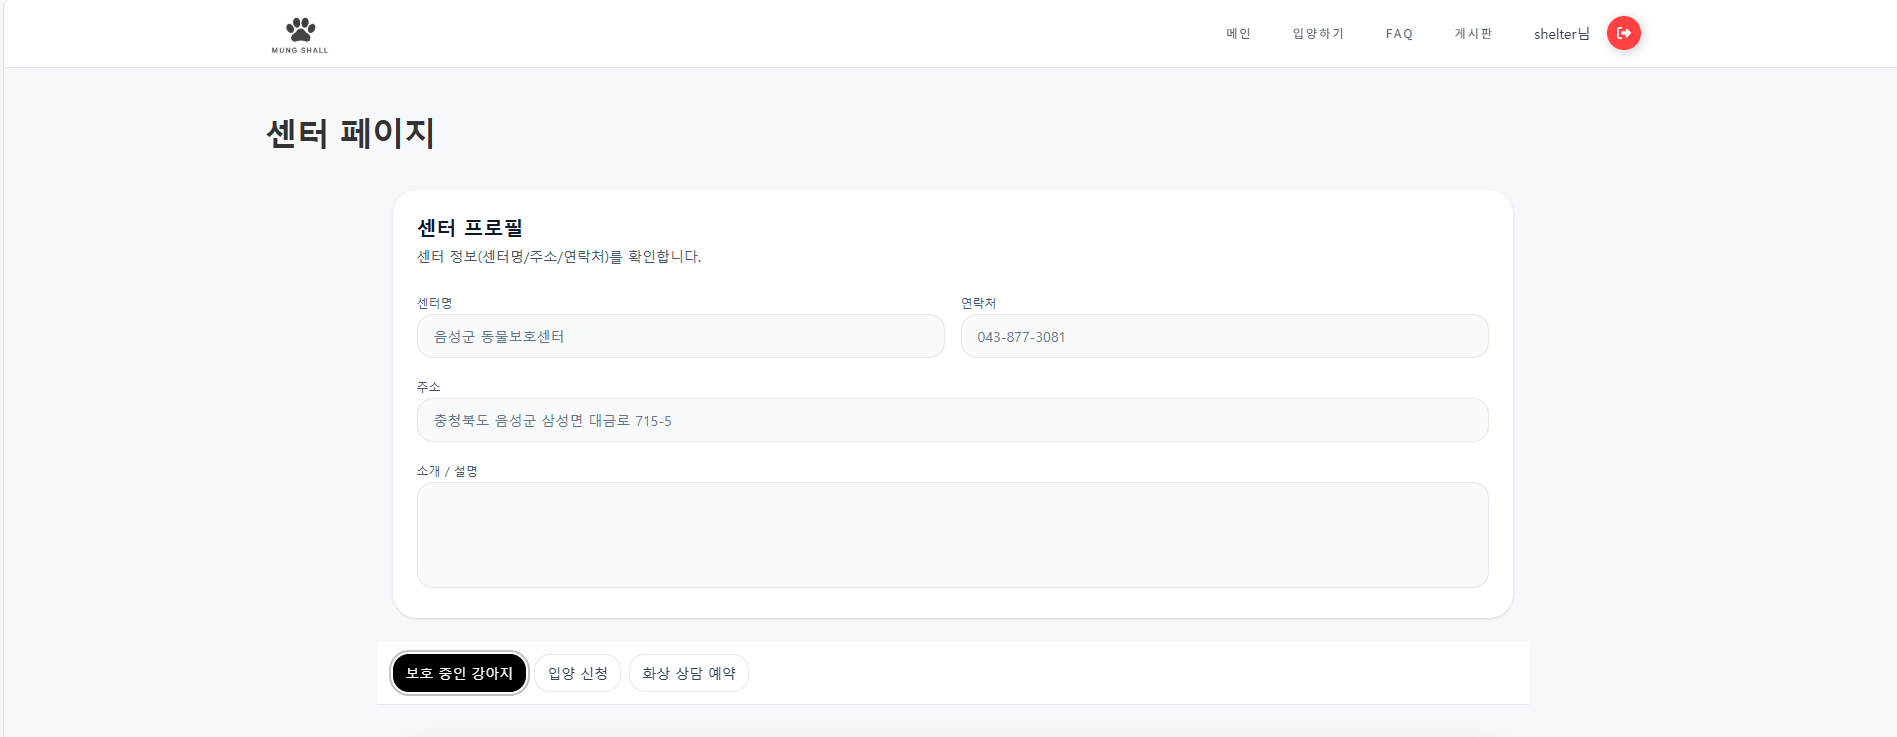 MUNG SHALL
메인
입양하기
FAQ
게시판
shelter님
센터 페이지
센터 프로필
센터 정보(센터명/주소/연락처)를 확인합니다.
센터명
연락처
음성군 동물보호센터
043-877-3081
주소
충청북도 음성군 삼성면 대금로 715-5
소개 / 설명
보호 중인 강아지
입양 신청
화상 상담 예약